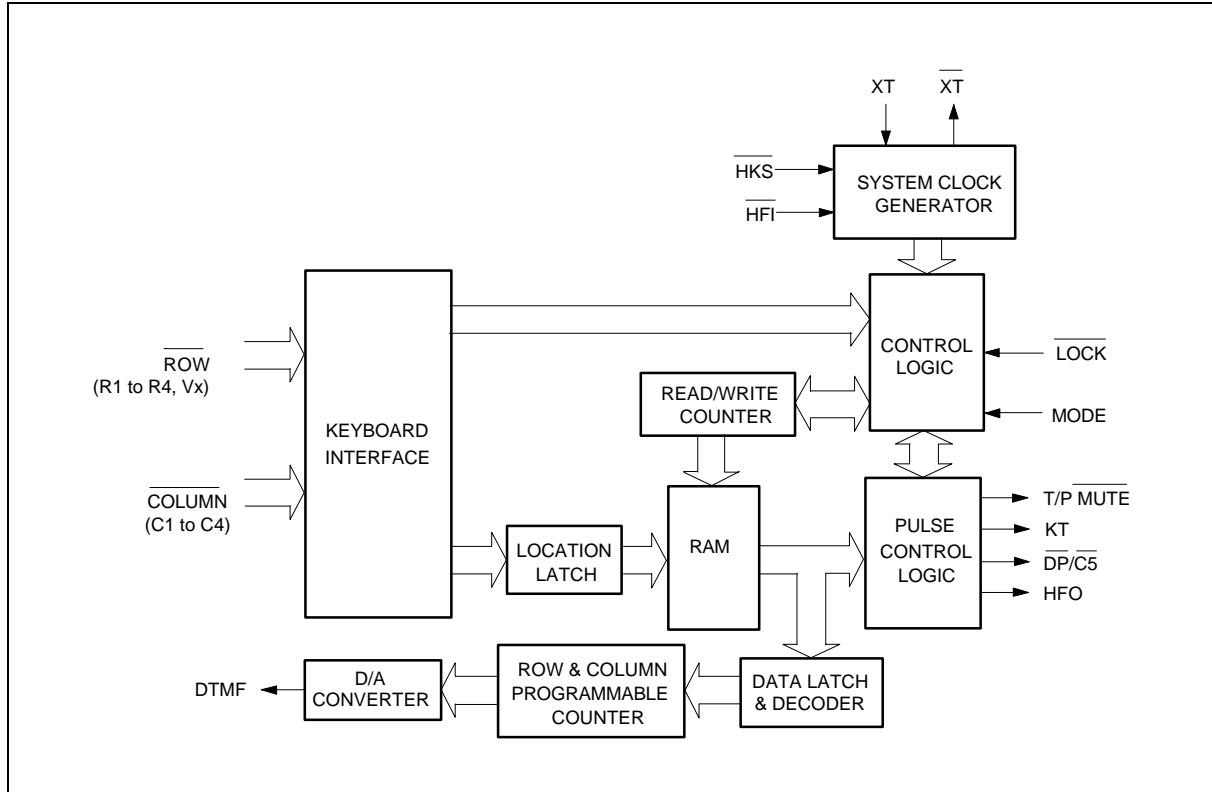 XT
XT
HKS
HFI
SYSTEM CLOCK
GENERATOR
ROW
(R1 to R4, Vx)
COLUMN
(C1 to C4)
KEYBOARD
INTERFACE
CONTROL
LOGIC
LOCK
MODE
READ/WRITE
COUNTER
LOCATION
LATCH
RAM
PULSE
CONTROL
LOGIC
T/P MUTE
KT
DP/C5
HFO
DTMF
D/A
CONVERTER
ROW & COLUMN
PROGRAMMABLE
COUNTER
DATA LATCH
& DECODER